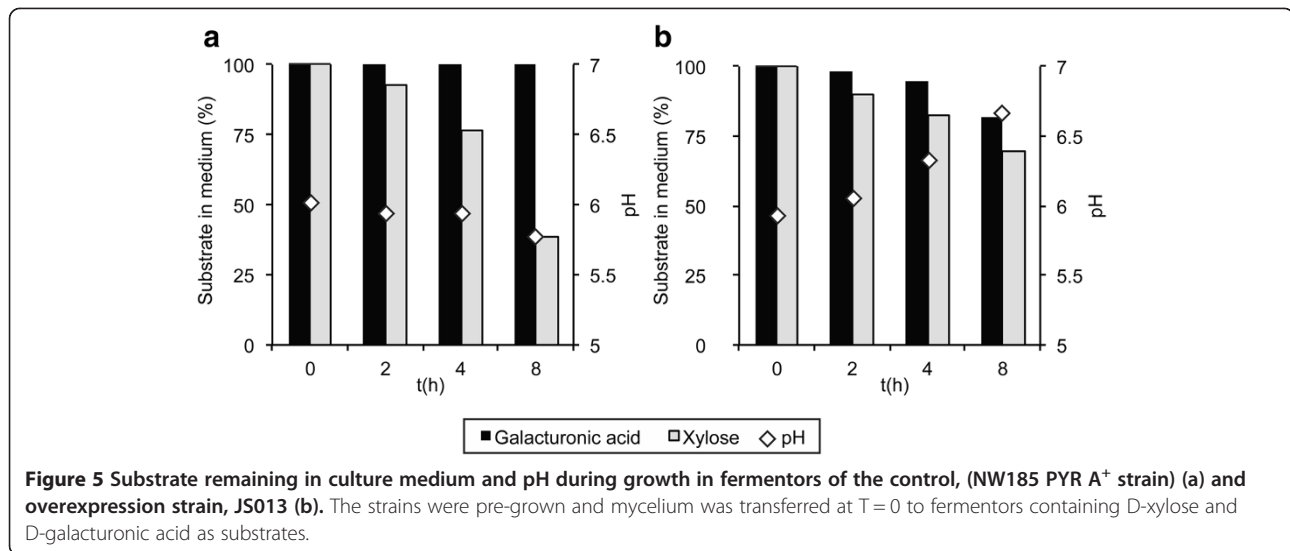 a
b
100
75
50
25
0
Substrate in medium (%)
7
6.5
6
5.5
5
pH
0 2 4 8
t(h)
100
75
50
25
0
Substrate in medium (%)
7
6.5
6
5.5
5
pH
0 2 4 8
t(h)
Galacturonic acid Xylose pH
Figure 5 Substrate remaining in culture medium and pH during growth in fermentors of the control, (NW185 PYR A+ strain) (a) and
overexpression strain, JS013 (b). The strains were pre-grown and mycelium was transferred at T = 0 to fermentors containing D-xylose and
D-galacturonic acid as substrates.